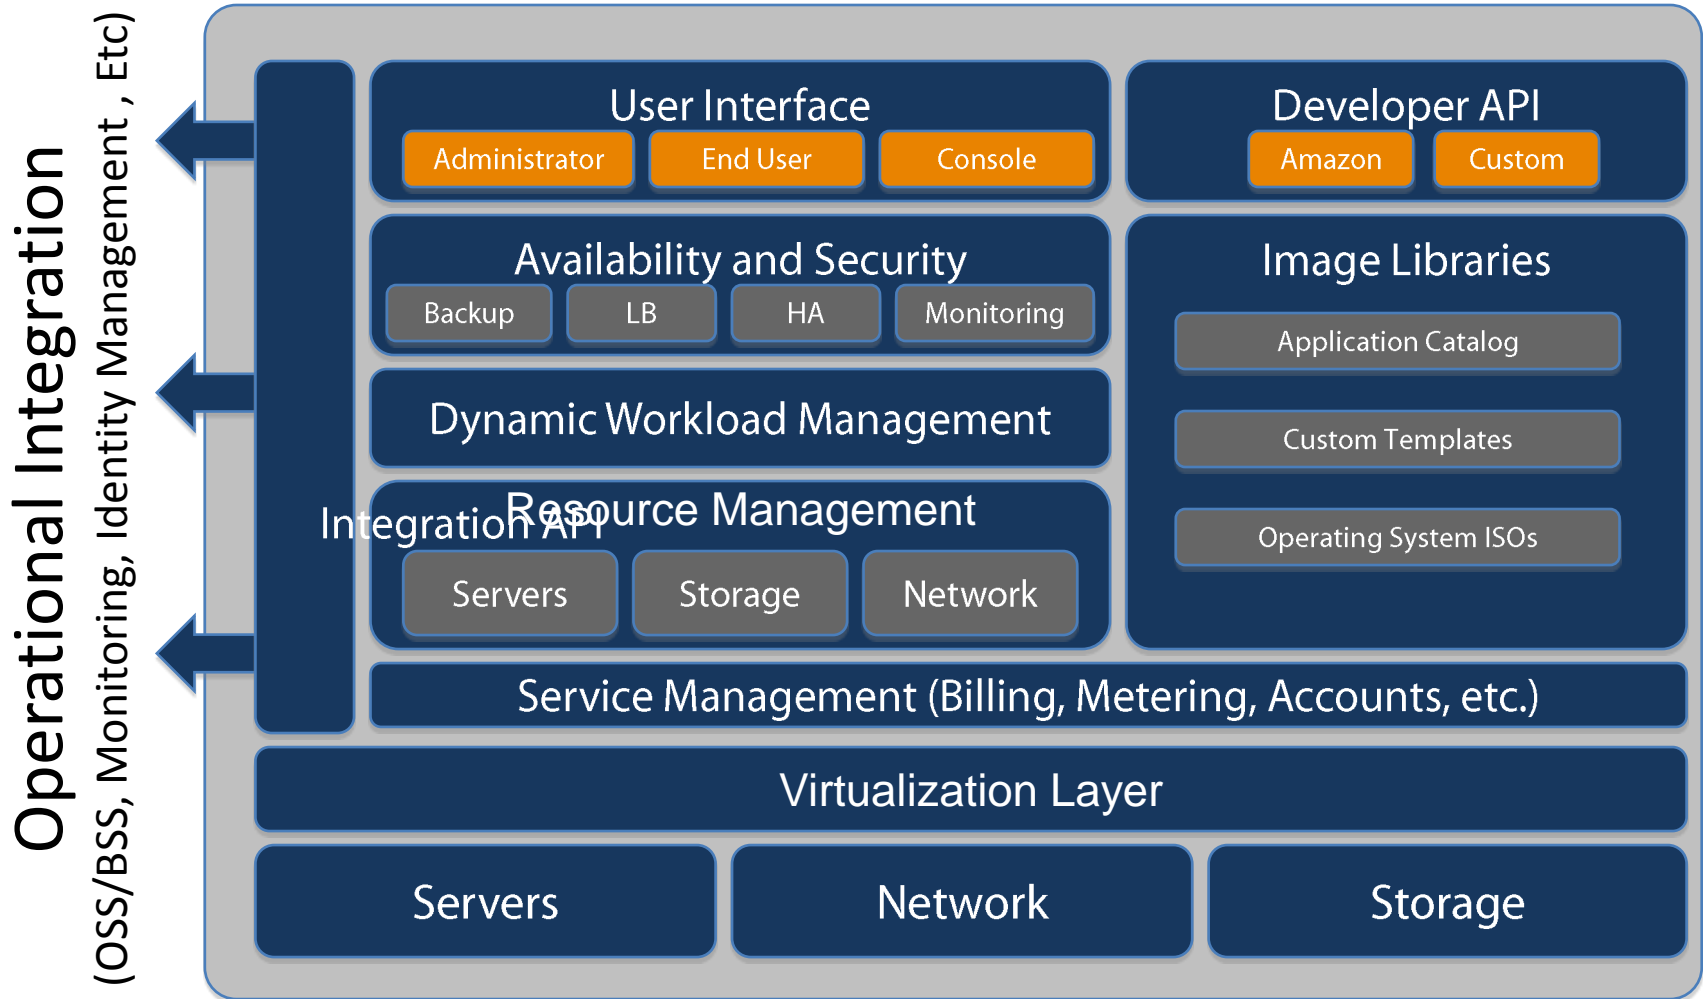 Operational Integration
(OSS/BSS, Monitoring, Identity Management , Etc)
User Interface
Administrator
End User
Console
Developer API
Amazon
Custom
Availability and Security
Backup
LB
HA
Monitoring
Image Libraries
Application Catalog
Custom Templates
Operating System ISOs
Dynamic Workload Management
Integration API
Resource Management
Servers
Storage
Network
Service Management (Billing, Metering, Accounts, etc.)
Virtualization Layer
Servers
Network
Storage